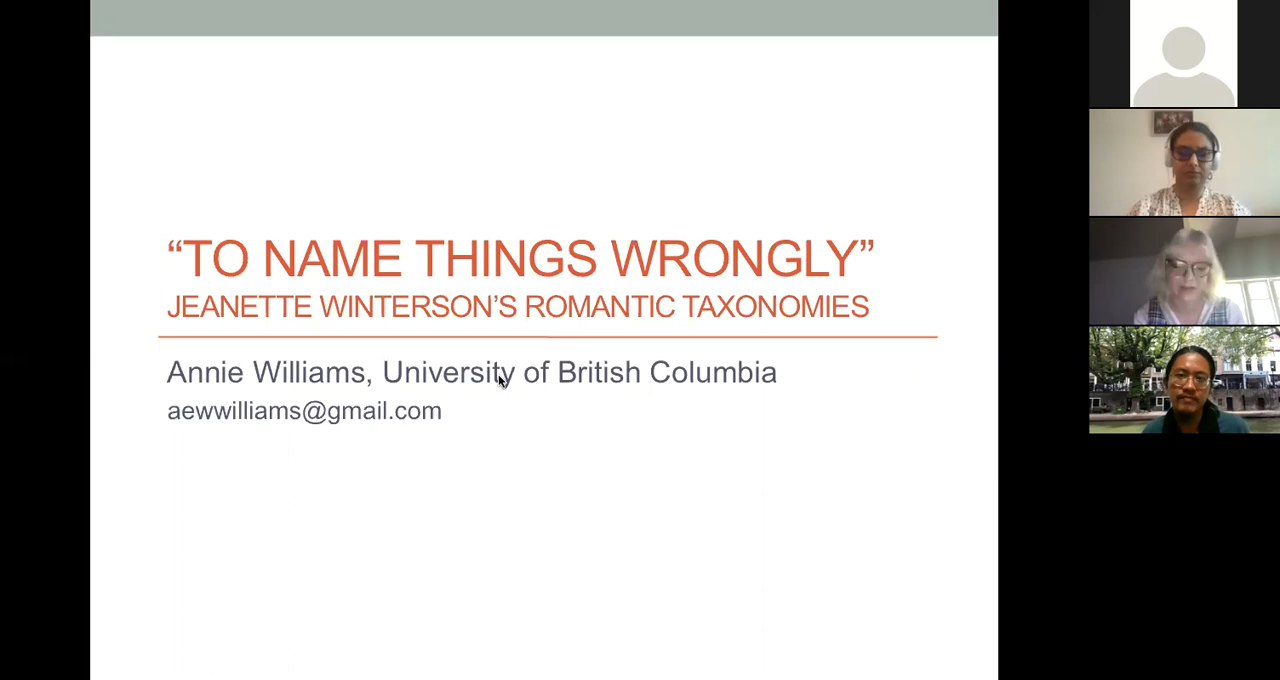 “TO NAME THINGS WRONGLY”
JEANETTE WINTERSON’S ROMANTIC TAXONOMIES
Annie Williams, University of British Columbia
aewwilliams@gmail.com